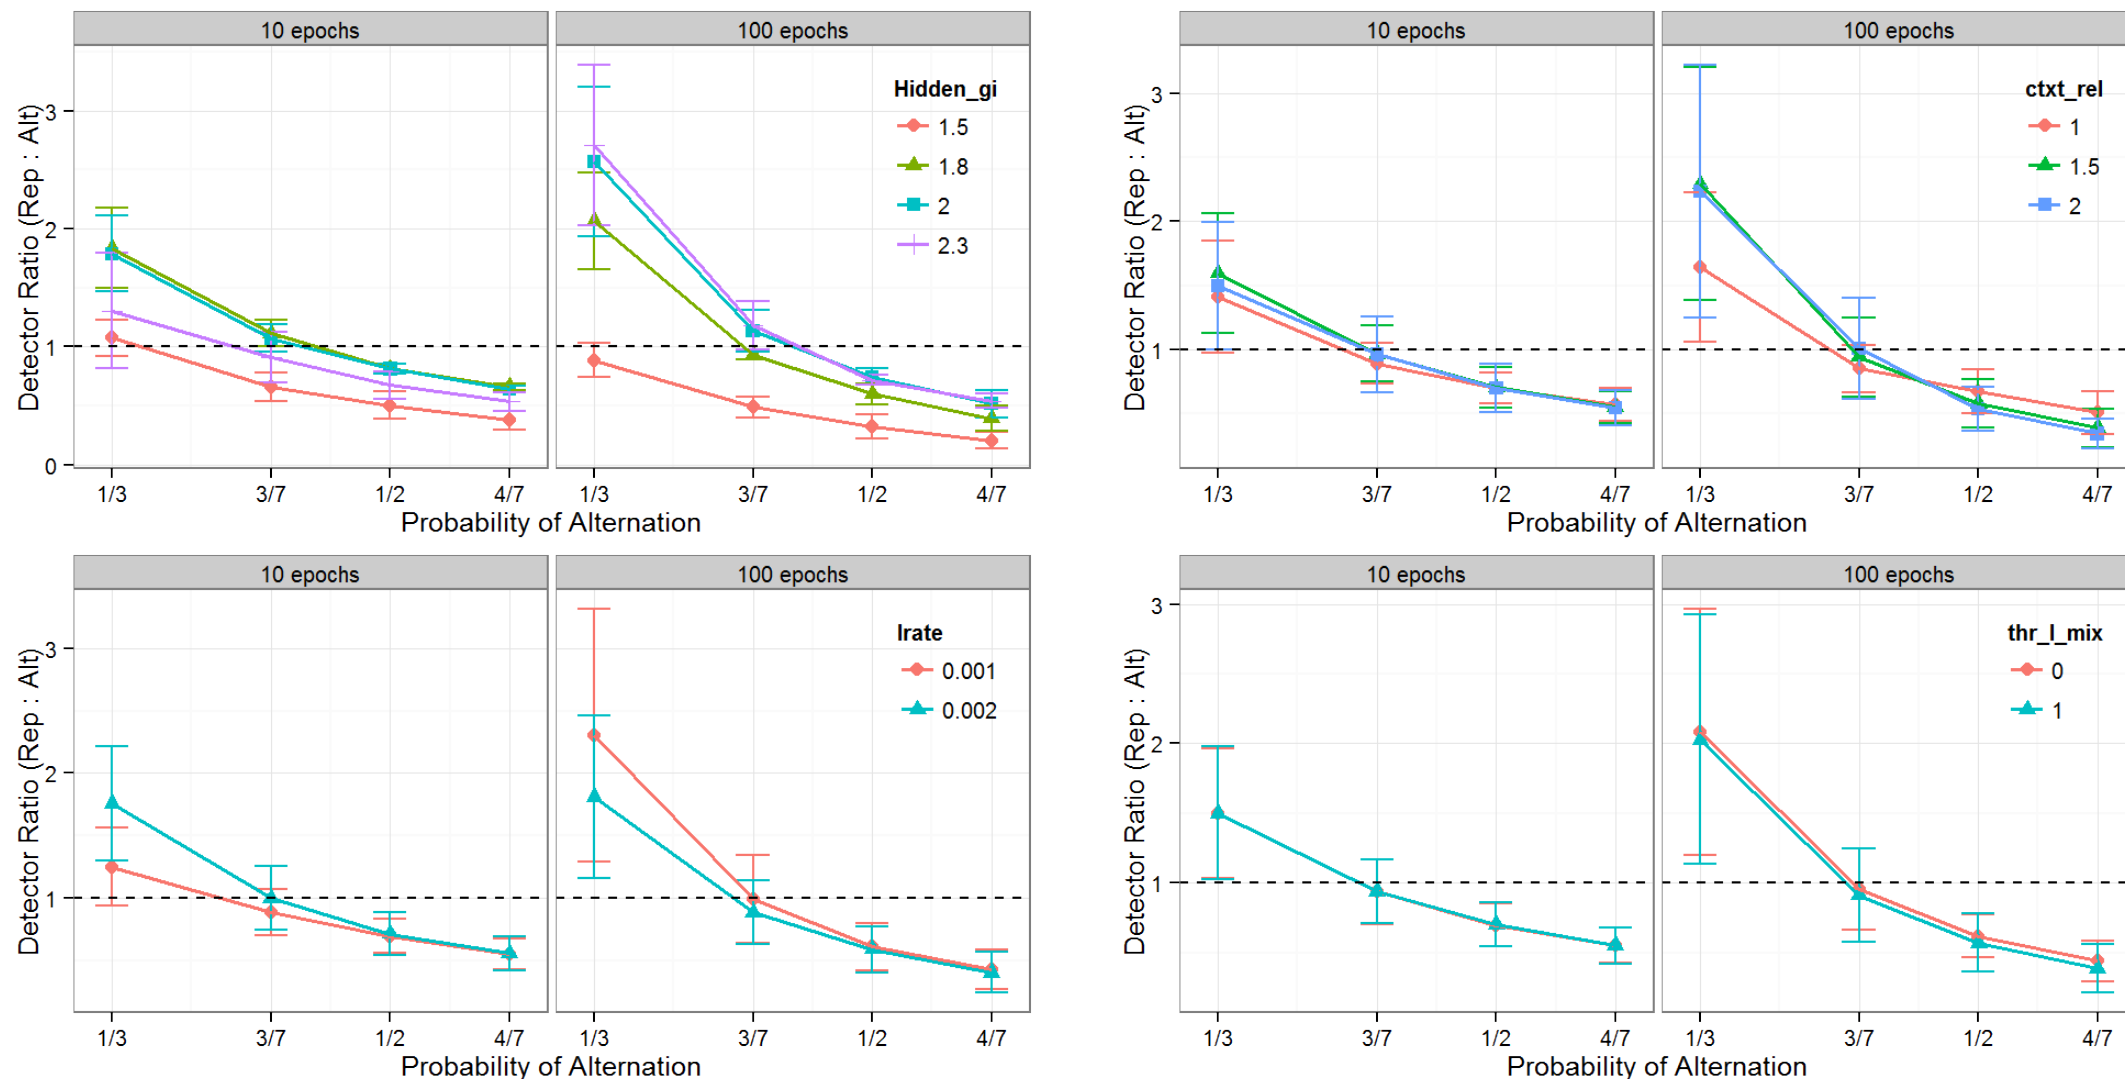 10 epochs
100 epochs
Detector Ratio (Rep : Alt)
3
2
1
0
Hidden_gi
1.5
1.8
2
2.3
1/3
3/7
1/2
4/7
1/3
3/7
1/2
4/7
Probability of Alternation
10 epochs
100 epochs
Detector Ratio (Rep : Alt)
3
2
1
ctxt_rel
1
1.5
2
1/3
3/7
1/2
4/7
1/3
3/7
1/2
4/7
Probability of Alternation
10 epochs
100 epochs
Detector Ratio (Rep : Alt)
3
2
1
lrate
0.001
0.002
1/3
3/7
1/2
4/7
1/3
3/7
1/2
4/7
Probability of Alternation
10 epochs
100 epochs
Detector Ratio (Rep : Alt)
3
2
1
thr_l_mix
0
1
1/3
3/7
1/2
4/7
1/3
3/7
1/2
4/7
Probability of Alternation